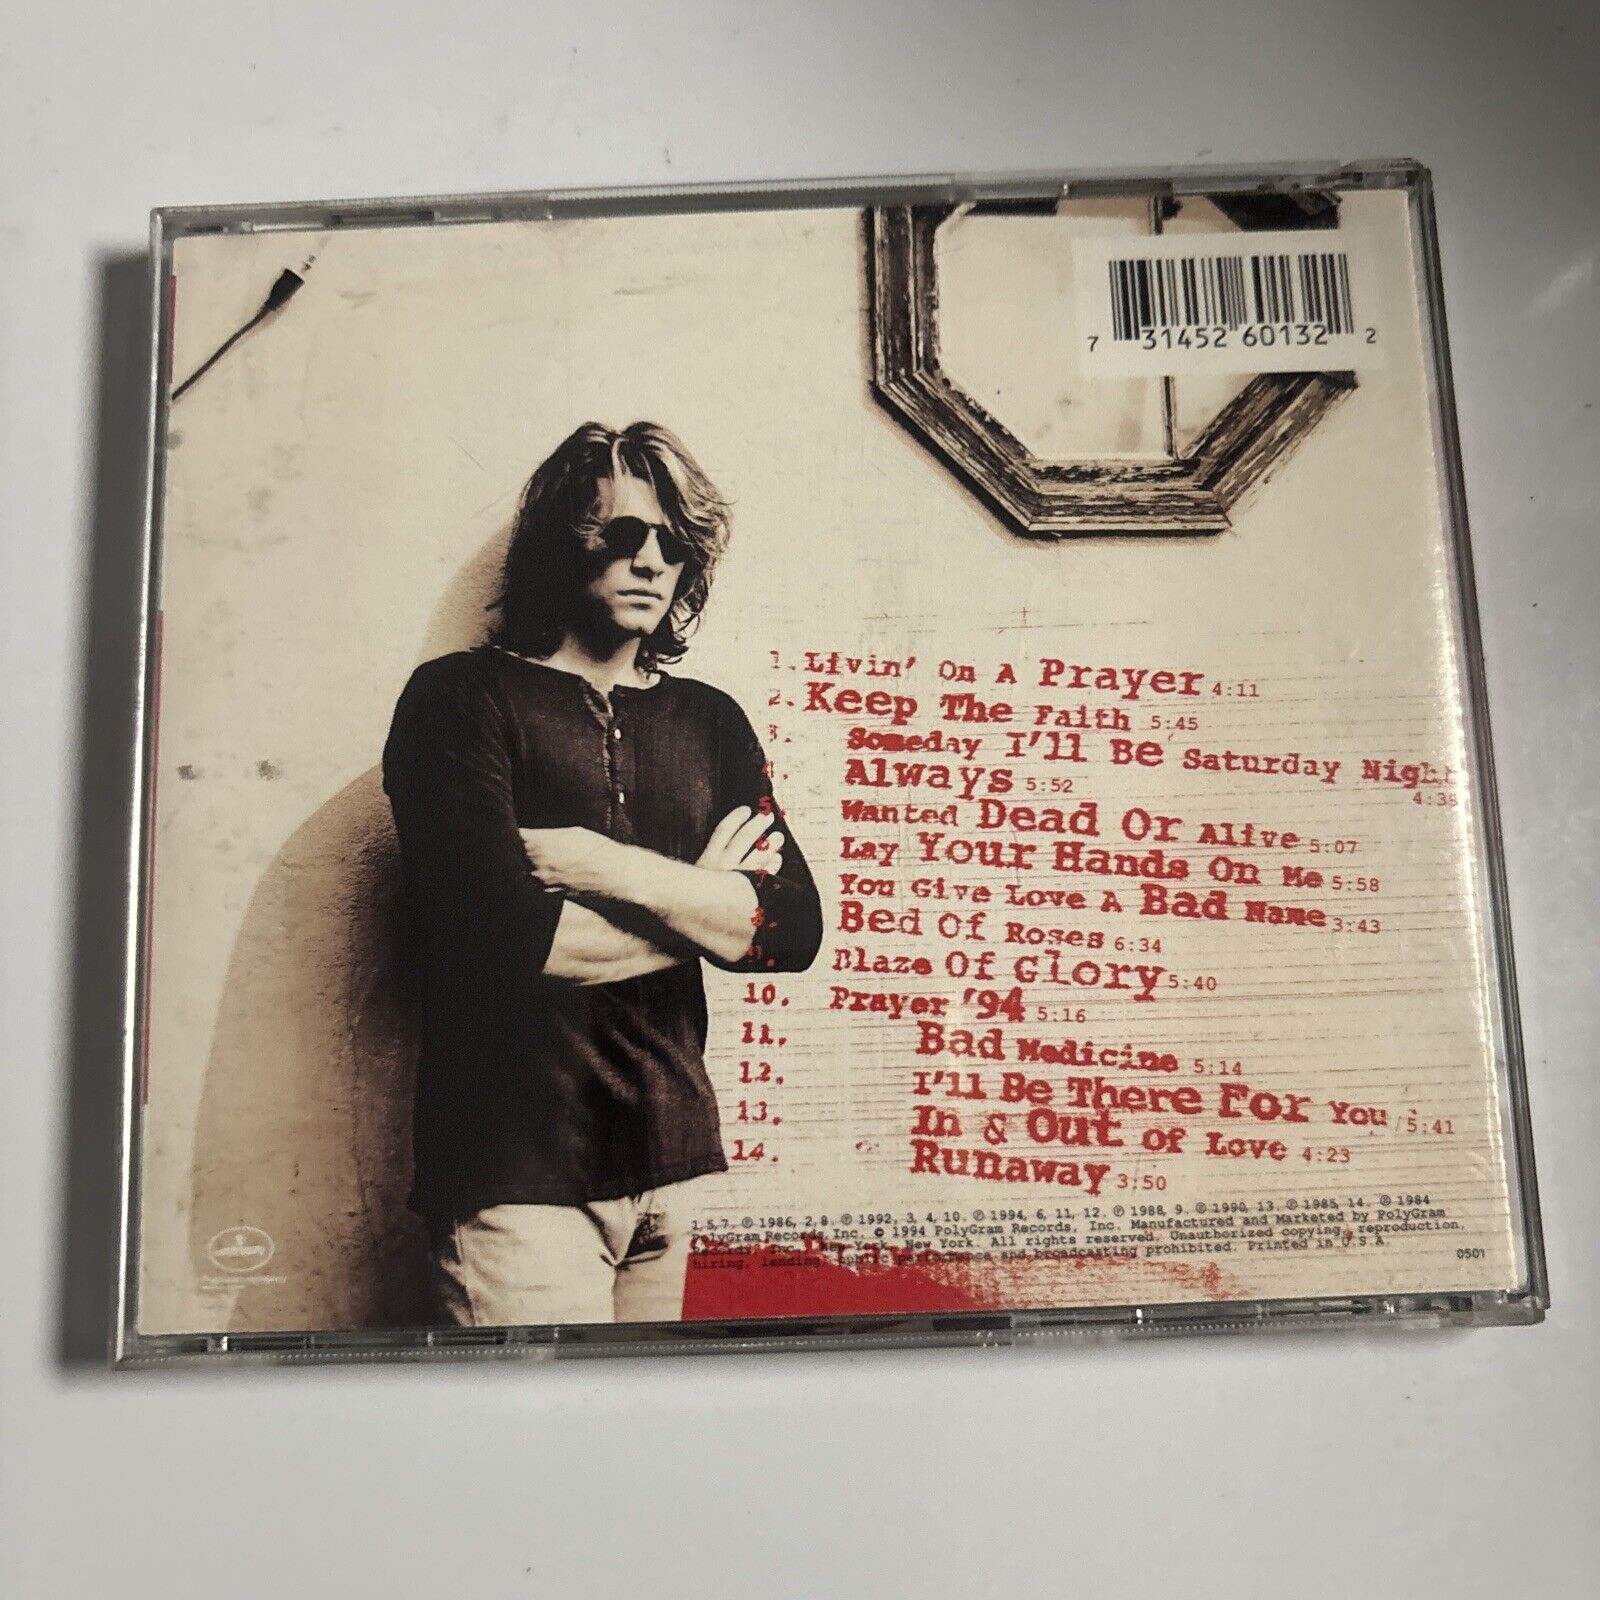 7 31452 60132 2
1. Livin' On A Prayer 4:11
2. Keep The Faith 5:45
3. Someday I'll Be Saturday Night 4:38
4. Always 5:52
5. Wanted Dead Or Alive 5:07
6. Lay Your Hands On Me 5:58
7. You Give Love A Bad Name 3:43
8. Bed Of Roses 6:34
9. Blaze Of Glory 5:40
10. Prayer '94 5:16
11. Bad Medicine 5:14
12. I'll Be There For You 5:41
13. In & Out Of Love 4:23
14. Runaway 3:50
1,5,7. ℗ 1986, 2,8. ℗ 1992, 3, 4, 10. ℗ 1994, 6, 11, 12. ℗ 1988, 9. ℗ 1990, 13. ℗ 1985, 14. ℗ 1984
PolyGram Records, Inc. © 1994 PolyGram Records, Inc. Manufactured and Marketed by PolyGram
Records, Inc., New York, New York. All rights reserved. Unauthorized copying, reproduction,
hiring, lending, public performance and broadcasting prohibited. Printed in U.S.A.
0501